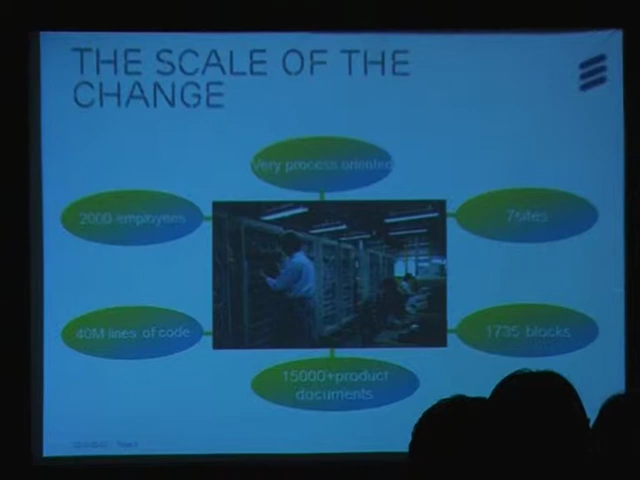 THE SCALE OF THE
CHANGE
Very process oriented
2000 employees
7sites
40M lines of code
1735 blocks
15000+product
documents